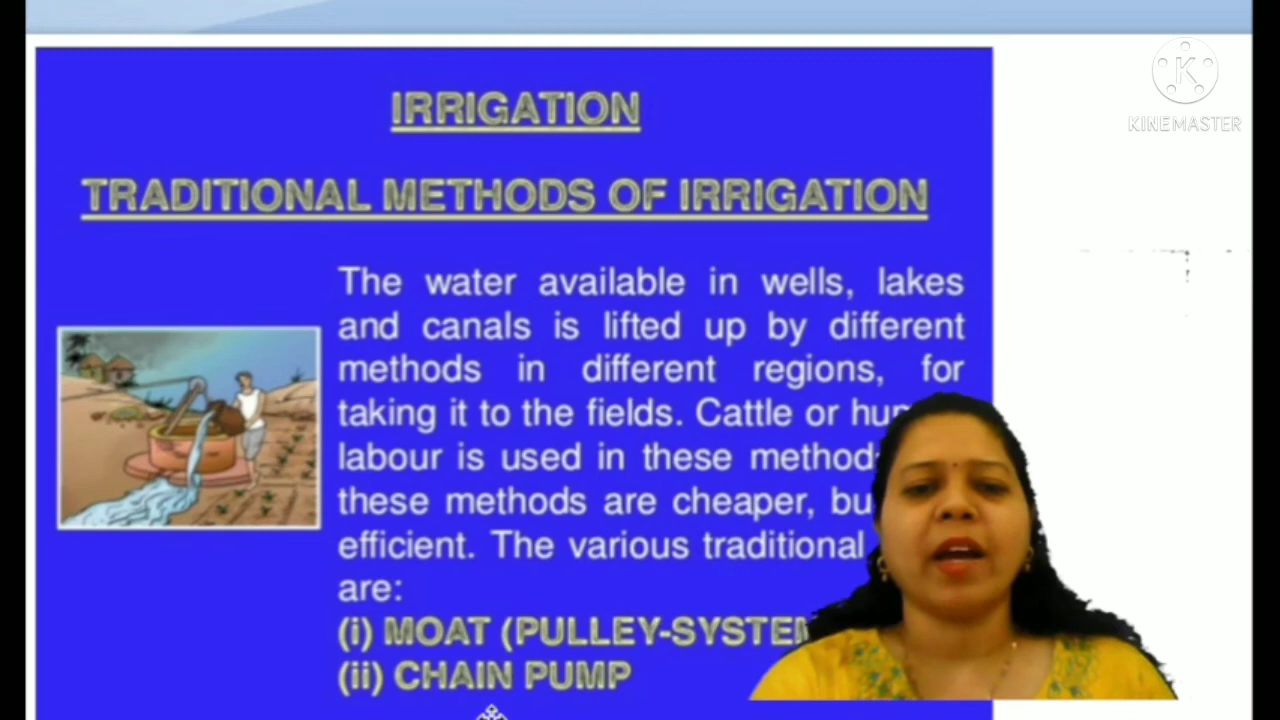 IRRIGATION
TRADITIONAL METHODS OF IRRIGATION
The water available in wells, lakes
and canals is lifted up by different
methods in different regions, for
taking it to the fields. Cattle or
labour is used in these
these methods are cheaper,
efficient. The various traditional
are:
(i) MOAT (PULLEY-SYSTEM
(ii) CHAIN PUMP
K
KINEMASTER